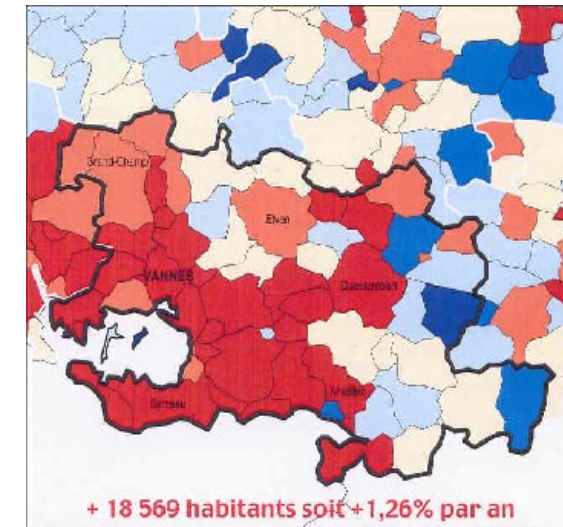 Grand-Champ
Elven
VANNES
Questembert
Muzillac
Sarzeau
+ 18 569 habitants soit +1,26% par an